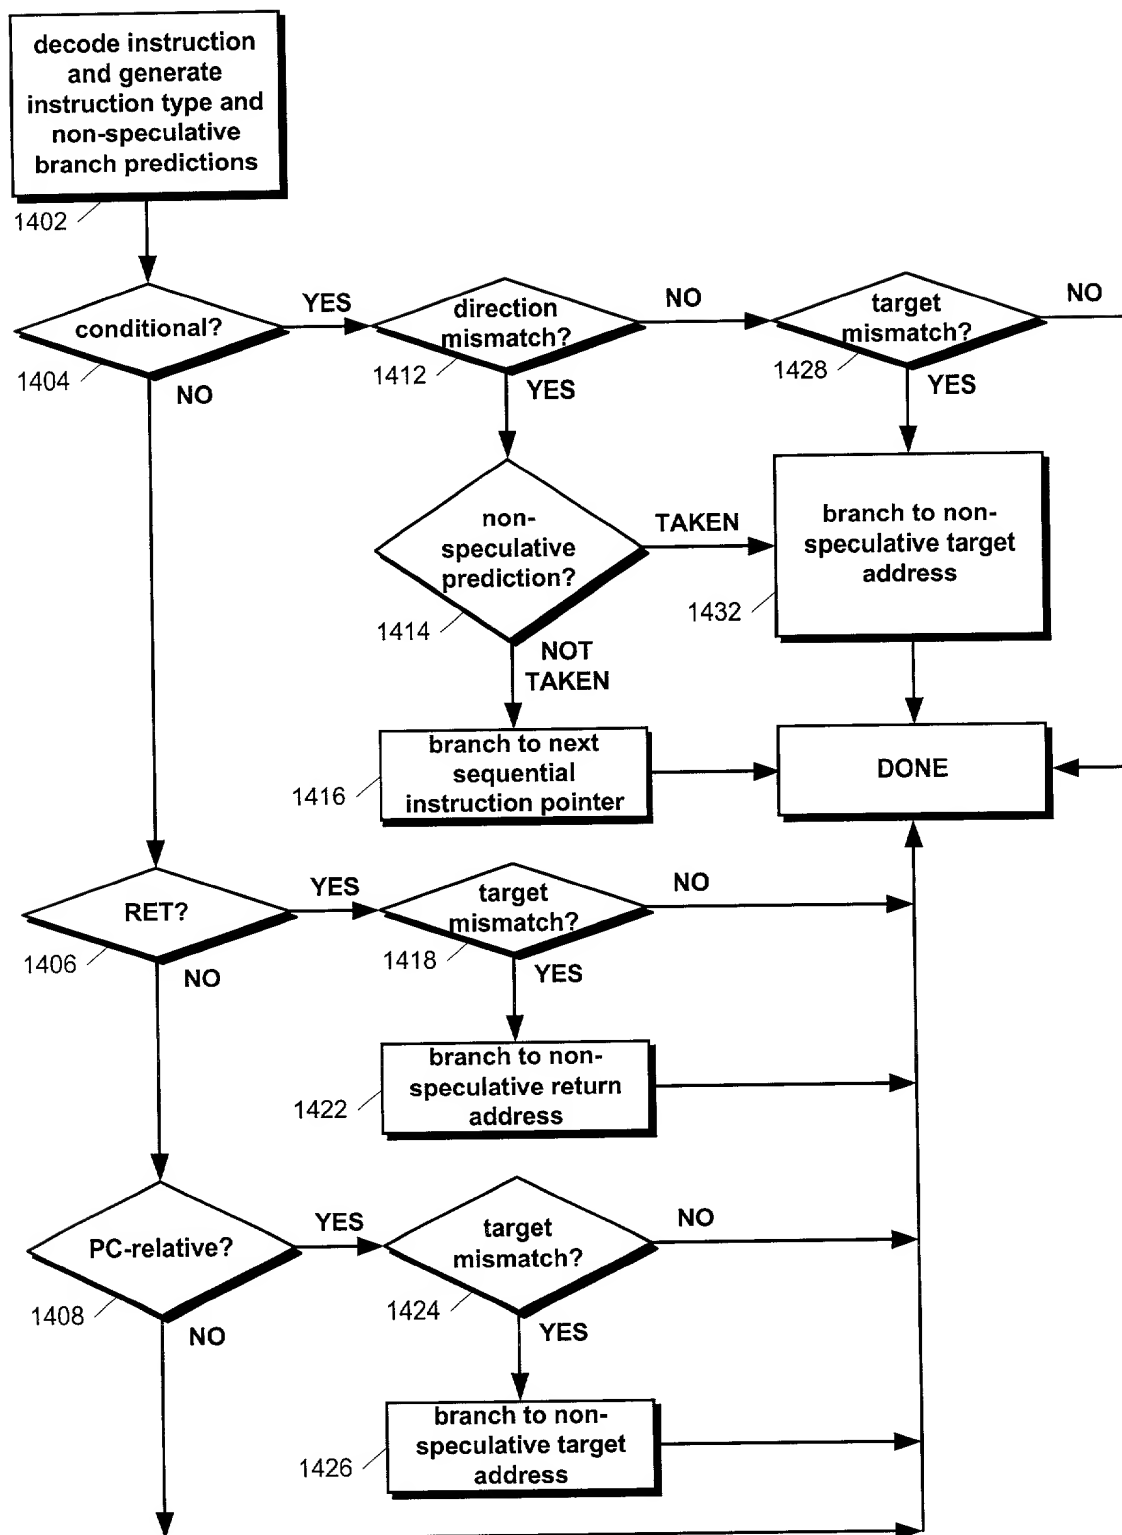 decode instruction
and generate
instruction type and
non-speculative
branch predictions
1402
conditional?
1404
YES
NO
direction
mismatch?
1412
NO
YES
target
mismatch?
1428
NO
YES
non-
speculative
prediction?
1414
TAKEN
NOT
TAKEN
branch to non-
speculative target
address
1432
branch to next
sequential
instruction pointer
1416
DONE
RET?
1406
YES
NO
target
mismatch?
1418
NO
YES
branch to non-
speculative return
address
1422
PC-relative?
1408
YES
NO
target
mismatch?
1424
NO
YES
branch to non-
speculative target
address
1426